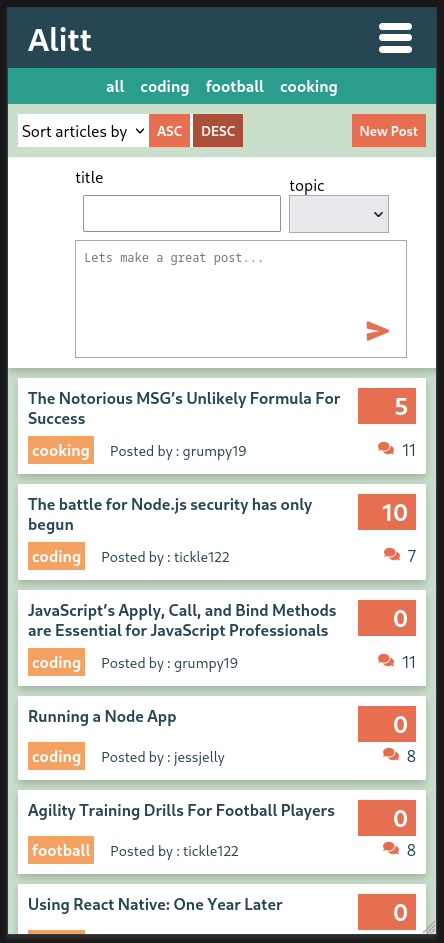 Alitt
all coding football cooking
Sort articles by ASC DESC New Post
title
topic
Lets make a great post...
The Notorious MSG’s Unlikely Formula For
Success
5
cooking Posted by : grumpy19 11
The battle for Node.js security has only
begun
10
coding Posted by : tickle122 7
JavaScript’s Apply, Call, and Bind Methods
are Essential for JavaScript Professionals
0
coding Posted by : grumpy19 11
Running a Node App
0
coding Posted by : jessjelly 8
Agility Training Drills For Football Players
0
football Posted by : tickle122 8
Using React Native: One Year Later
0